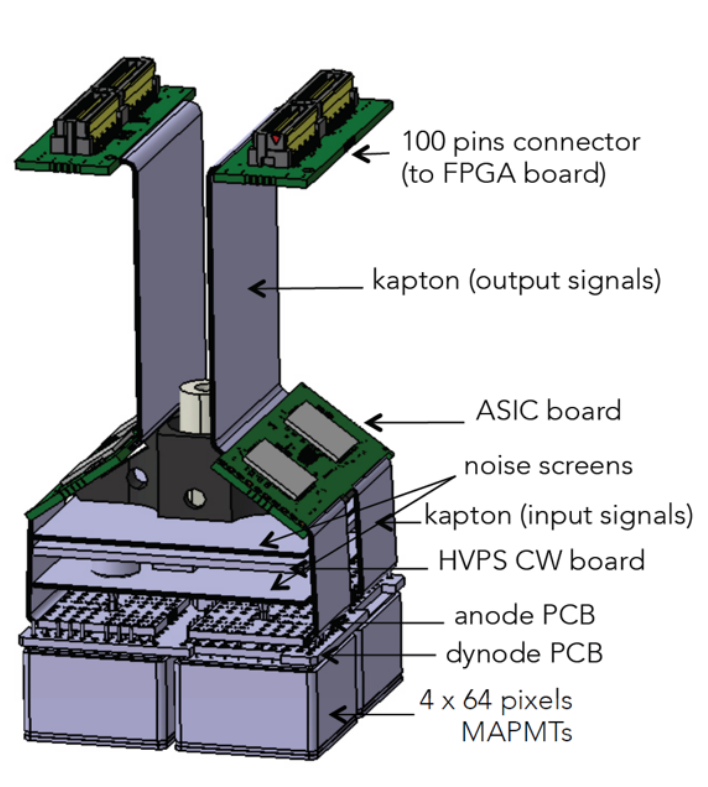 100 pins connector
(to FPGA board)
kapton (output signals)
ASIC board
noise screens
kapton (input signals)
HVPS CW board
anode PCB
dynode PCB
4 x 64 pixels
MAPMTs